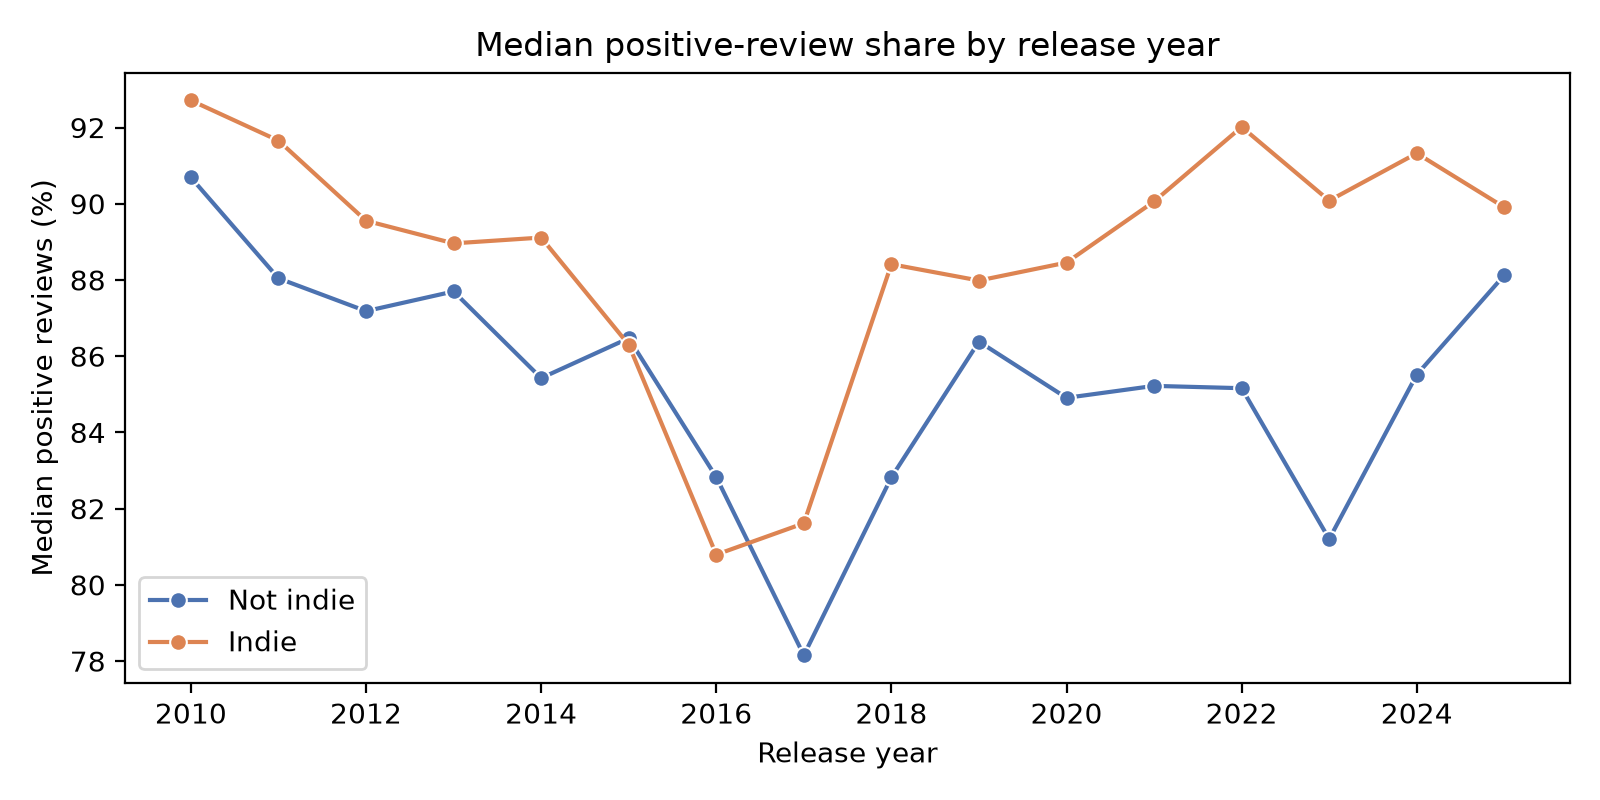 Median positive-review share by release year
Median positive reviews (%)
92
90
88
86
84
82
80
78
Not indie
Indie
2010 2012 2014 2016 2018 2020 2022 2024
Release year